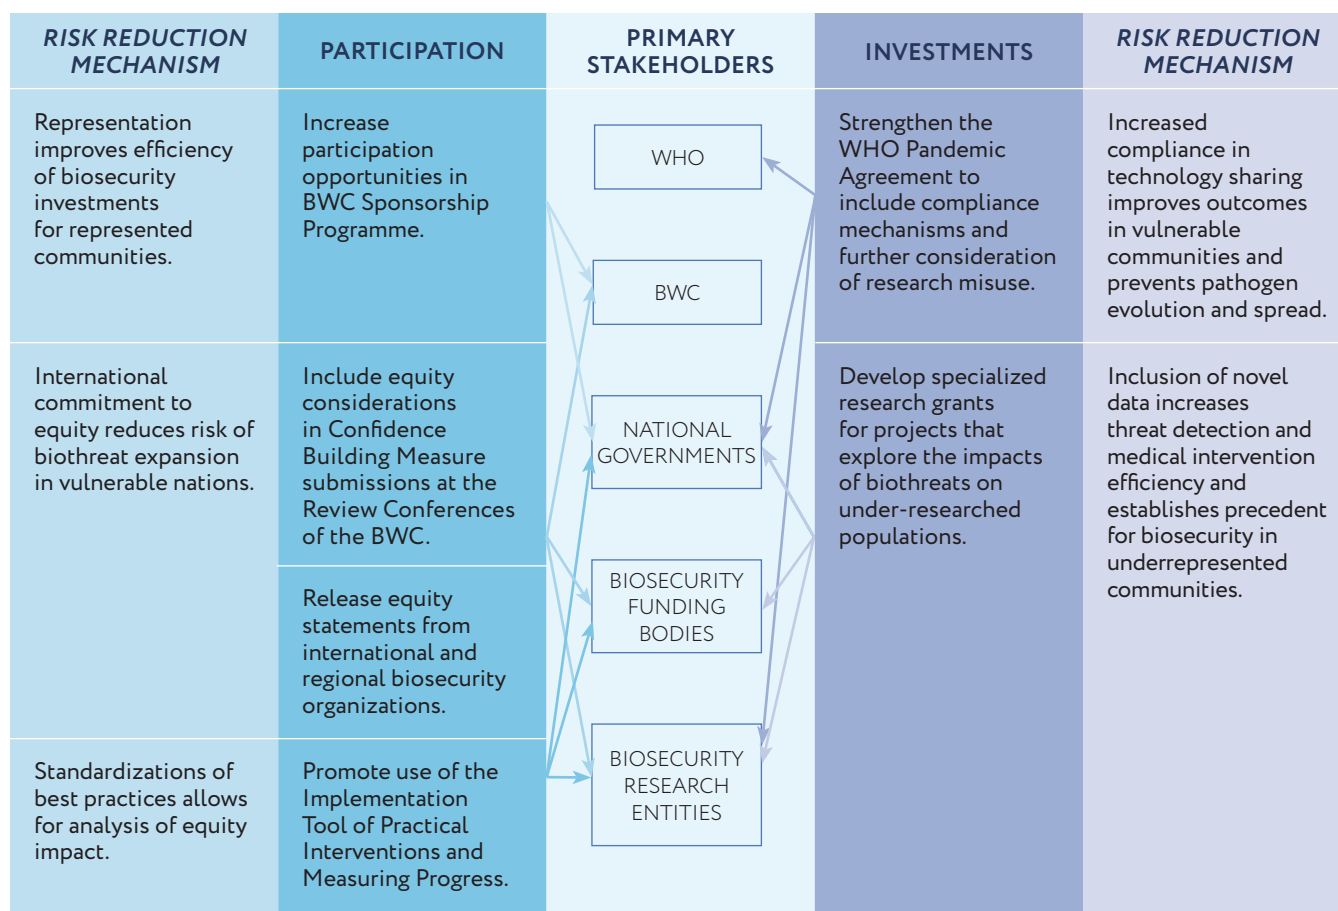 RISK REDUCTION
MECHANISM
PARTICIPATION
PRIMARY
STAKEHOLDERS
INVESTMENTS
RISK REDUCTION
MECHANISM
Representation
improves efficiency
of biosecurity
investments
for represented
communities.
Increase
participation
opportunities in
BWC Sponsorship
Programme.
WHO
BWC
Strengthen the
WHO Pandemic
Agreement to
include compliance
mechanisms and
further consideration
of research misuse.
Increased
compliance in
technology sharing
improves outcomes
in vulnerable
communities and
prevents pathogen
evolution and spread.
International
commitment to
equity reduces risk of
biothreat expansion
in vulnerable nations.
Include equity
considerations
in Confidence
Building Measure
submissions at the
Review Conferences
of the BWC.
Release equity
statements from
international and
regional biosecurity
organizations.
NATIONAL
GOVERNMENTS
BIOSECURITY
FUNDING
BODIES
Develop specialized
research grants
for projects that
explore the impacts
of biothreats on
under-researched
populations.
Inclusion of novel
data increases
threat detection and
medical intervention
efficiency and
establishes precedent
for biosecurity in
underrepresented
communities.
Standardizations of
best practices allows
for analysis of equity
impact.
Promote use of the
Implementation
Tool of Practical
Interventions and
Measuring Progress.
BIOSECURITY
RESEARCH
ENTITIES